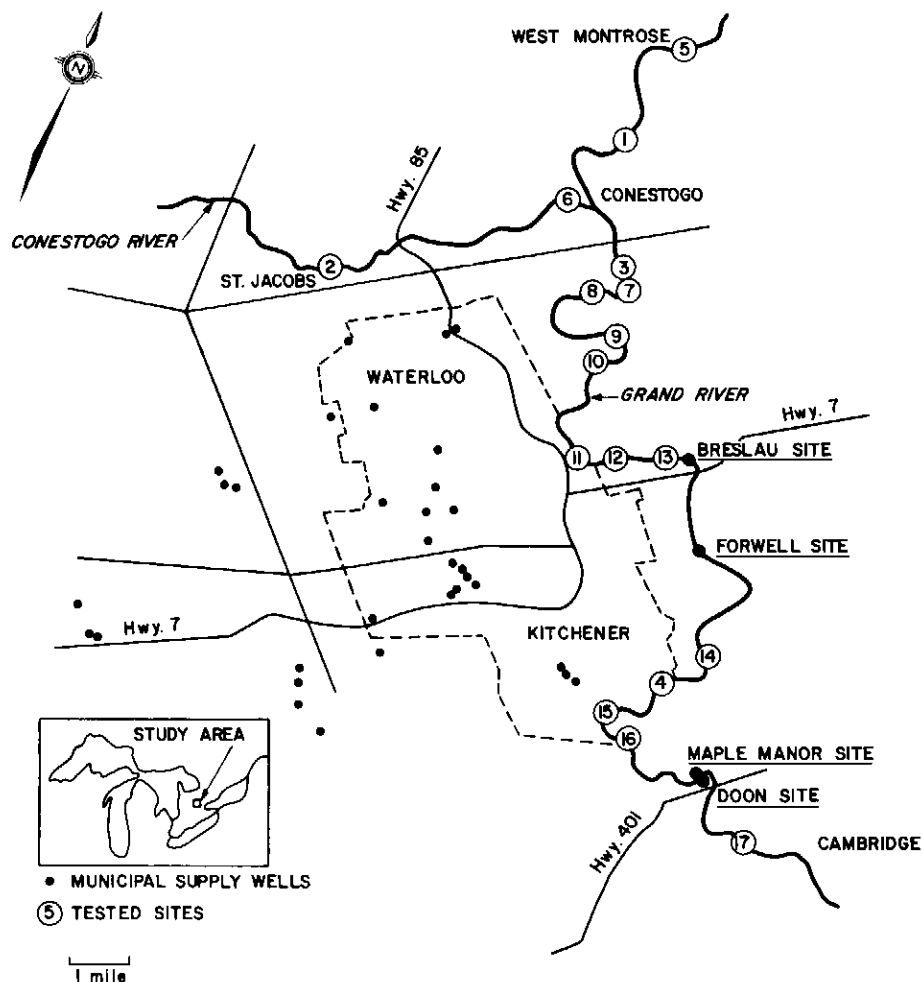 WEST MONTROSE
5
N
1
Hwy. 85
6
CONESTOGO
CONESTOGO RIVER
2
ST. JACOBS
3
7
8
9
WATERLOO
10
GRAND RIVER
Hwy. 7
11
12
13
BRESLAU SITE
FORWELL SITE
Hwy. 7
KITCHENER
14
4
15
16
STUDY AREA
MAPLE MANOR SITE
DOON SITE
Hwy. 401
17
CAMBRIDGE
MUNICIPAL SUPPLY WELLS
5 TESTED SITES
1 mile